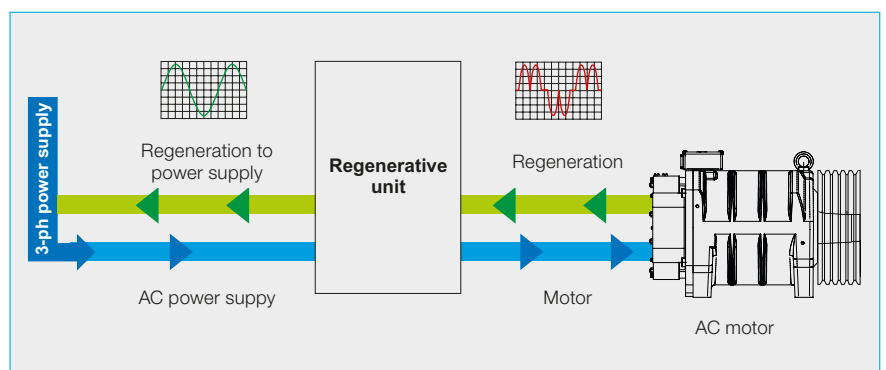 3-ph power supply
Regeneration to
power supply
Regenerative
unit
Regeneration
AC power suppy
Motor
AC motor